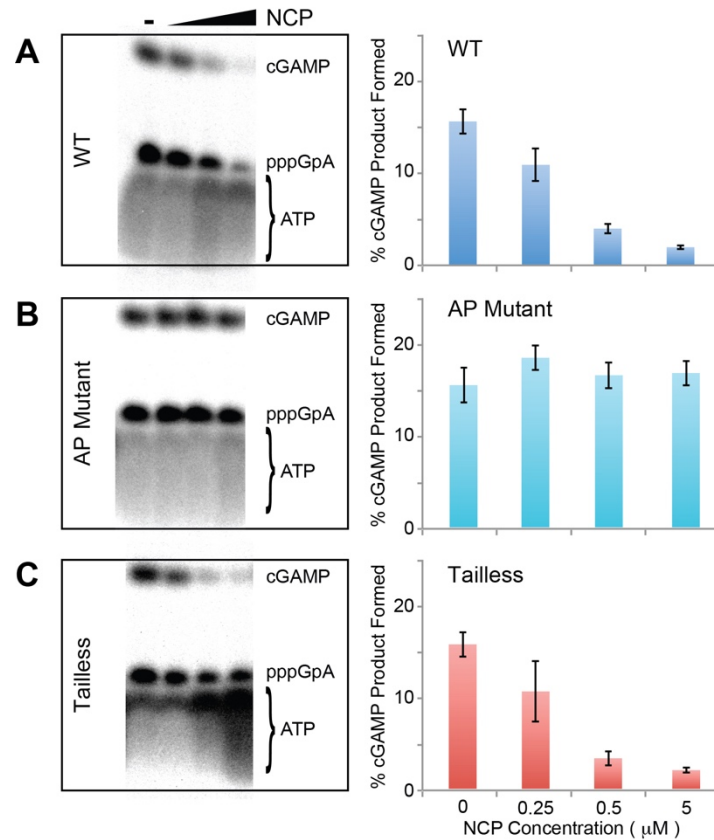 - NCP
A
WT
cGAMP
pppGpA
ATP
WT
% cGAMP Product Formed
20
10
0
B
AP Mutant
cGAMP
pppGpA
ATP
AP Mutant
% cGAMP Product Formed
20
10
0
C
Tailless
cGAMP
pppGpA
ATP
Tailless
% cGAMP Product Formed
20
10
0
0 0.25 0.5 5
NCP Concentration ( μM )